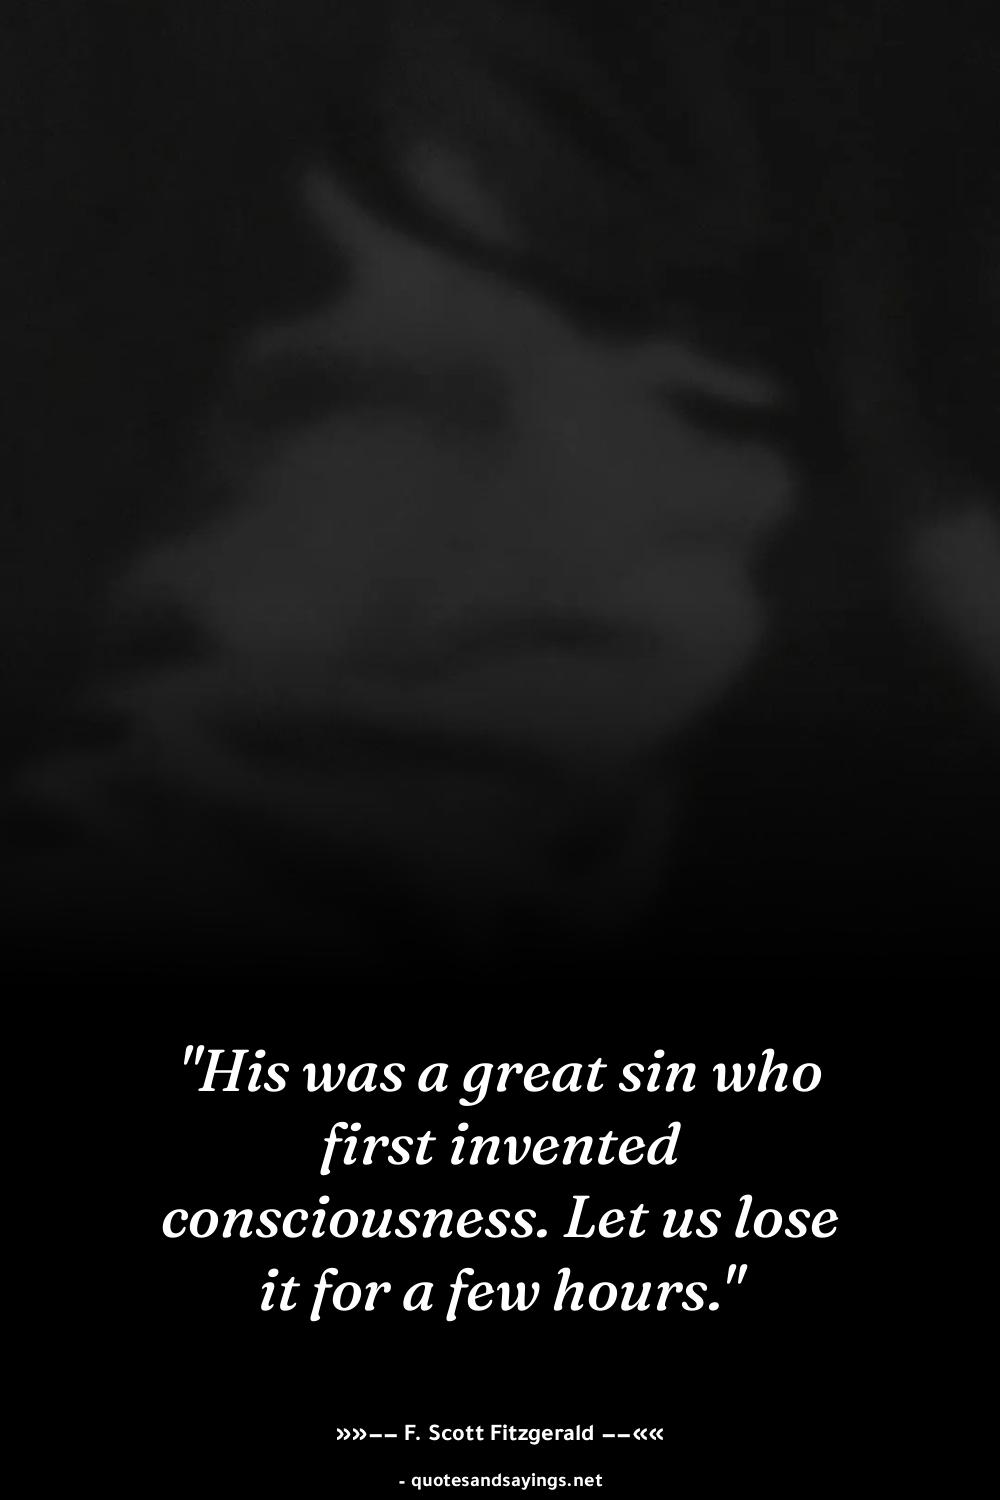 "His was a great sin who
first invented
consciousness. Let us lose
it for a few hours."
»»−− F. Scott Fitzgerald −−««
- quotesandsayings.net